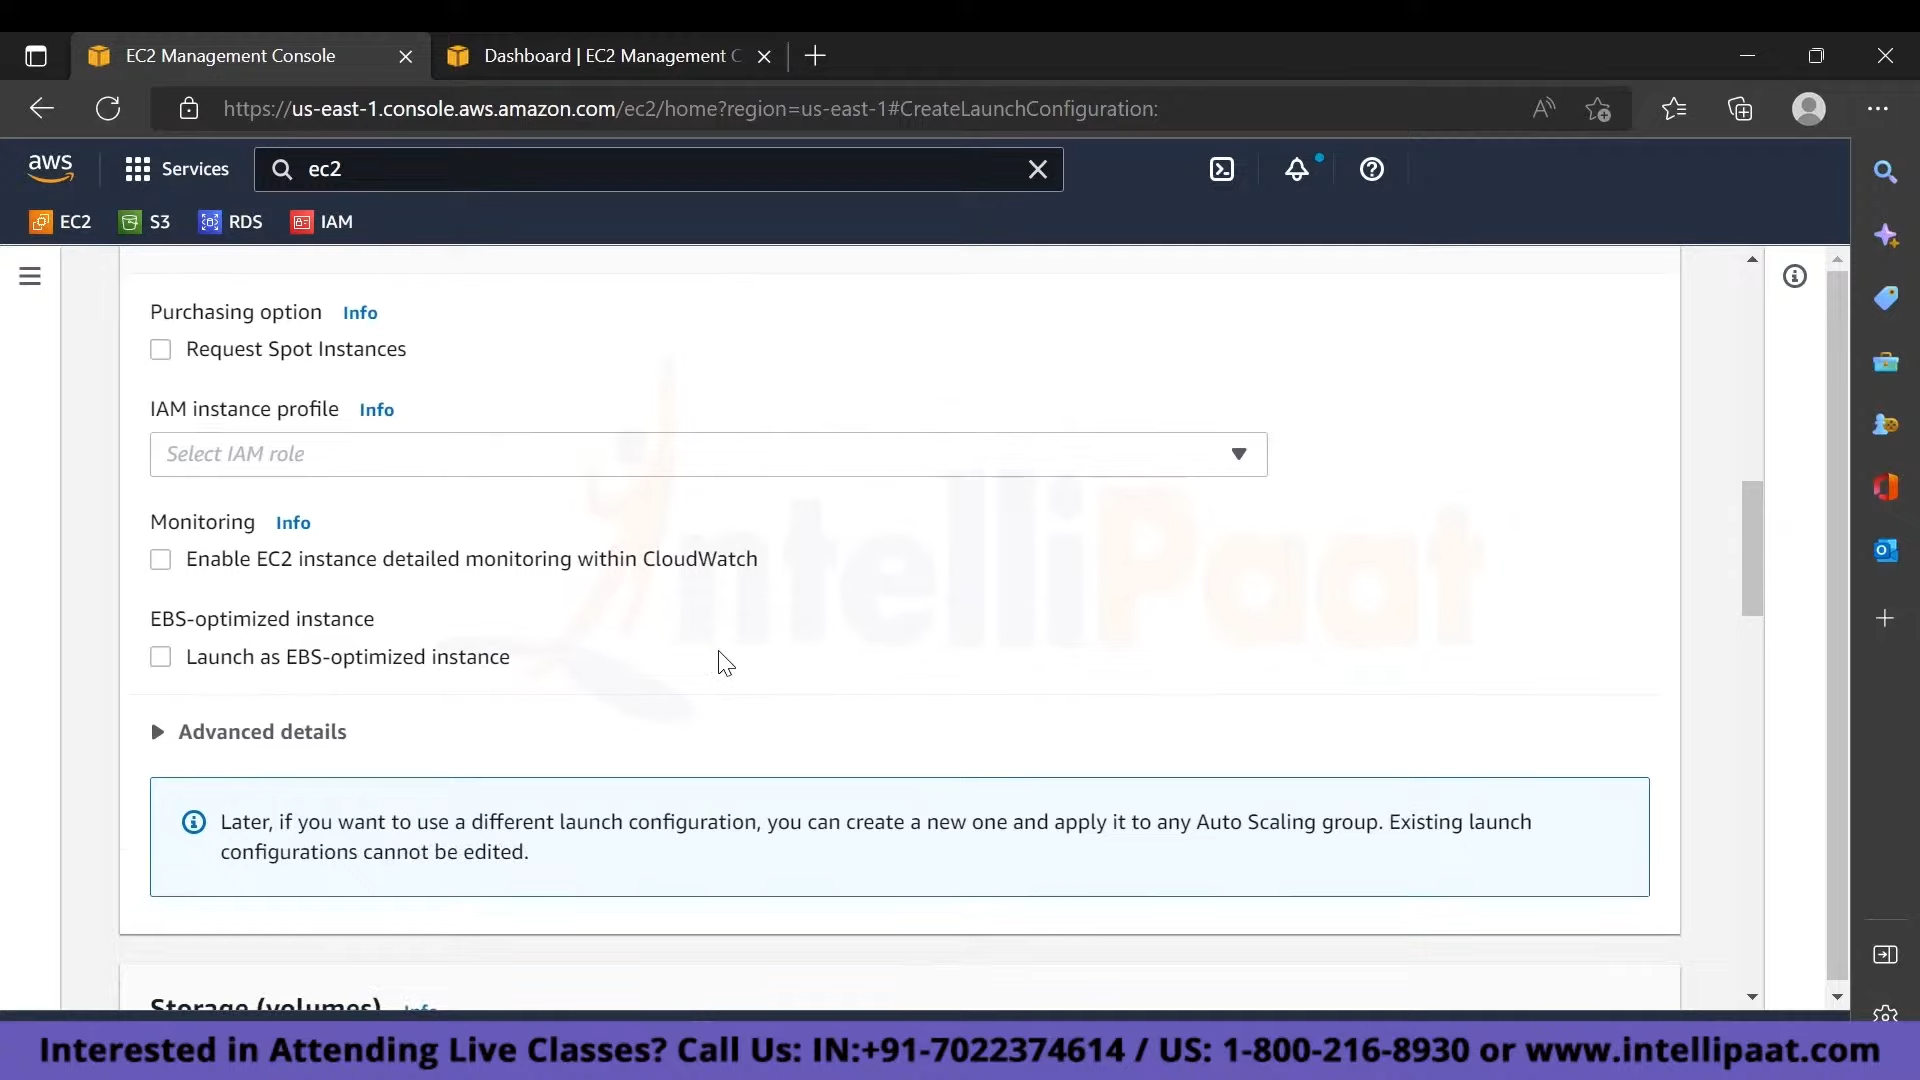 EC2 Management Console
Dashboard | EC2 Management C
https://us-east-1.console.aws.amazon.com/ec2/home?region=us-east-1#CreateLaunchConfiguration:
aws
Services
ec2
EC2
S3
RDS
IAM
Purchasing option Info
Request Spot Instances
IAM instance profile Info
Select IAM role
Monitoring Info
Enable EC2 instance detailed monitoring within CloudWatch
EBS-optimized instance
Launch as EBS-optimized instance
IntelliPaat
Advanced details
Later, if you want to use a different launch configuration, you can create a new one and apply it to any Auto Scaling group. Existing launch
configurations cannot be edited.
Storage (volumes) Info
Interested in Attending Live Classes? Call Us: IN:+91-7022374614 / US: 1-800-216-8930 or www.intellipaat.com